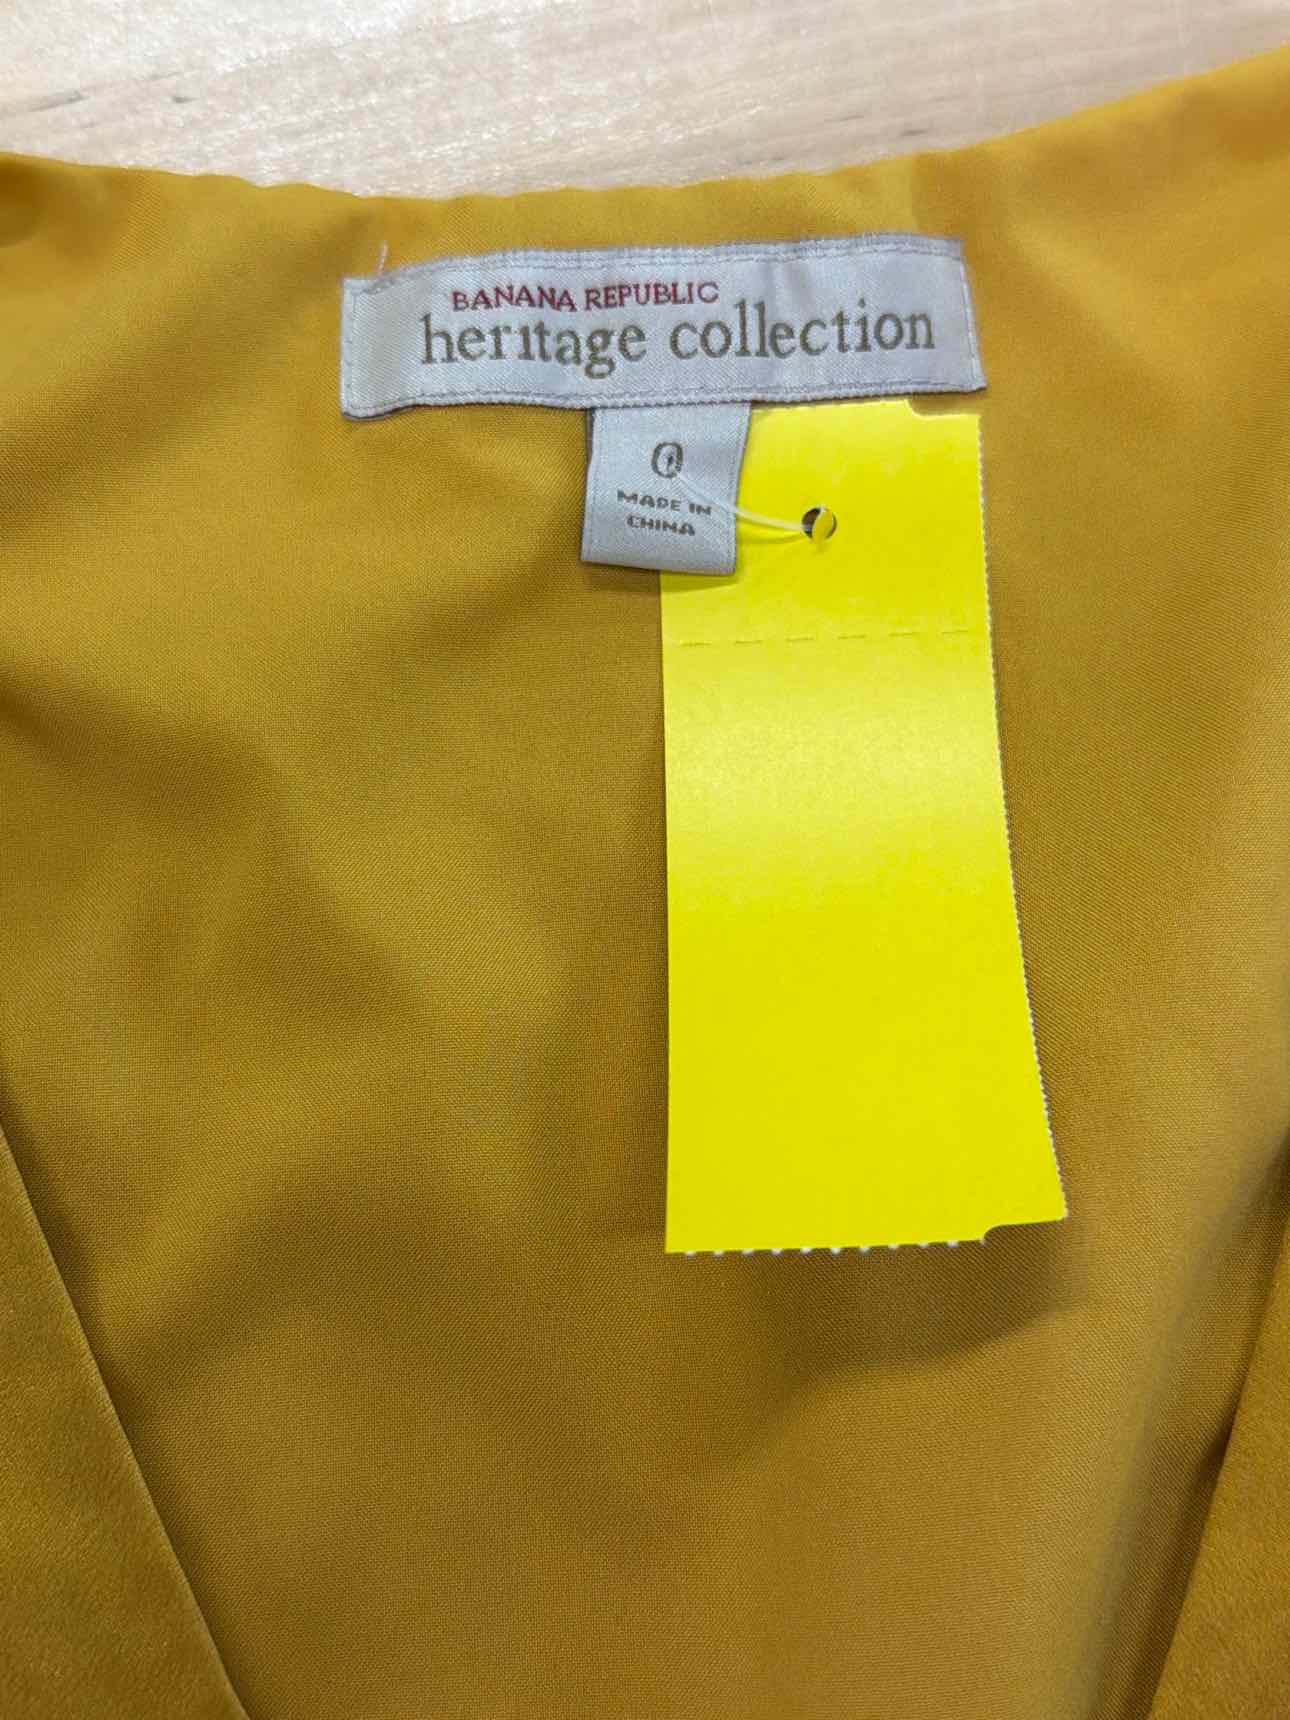 BANANA REPUBLIC
heritage collection
0
MADE IN
CHINA